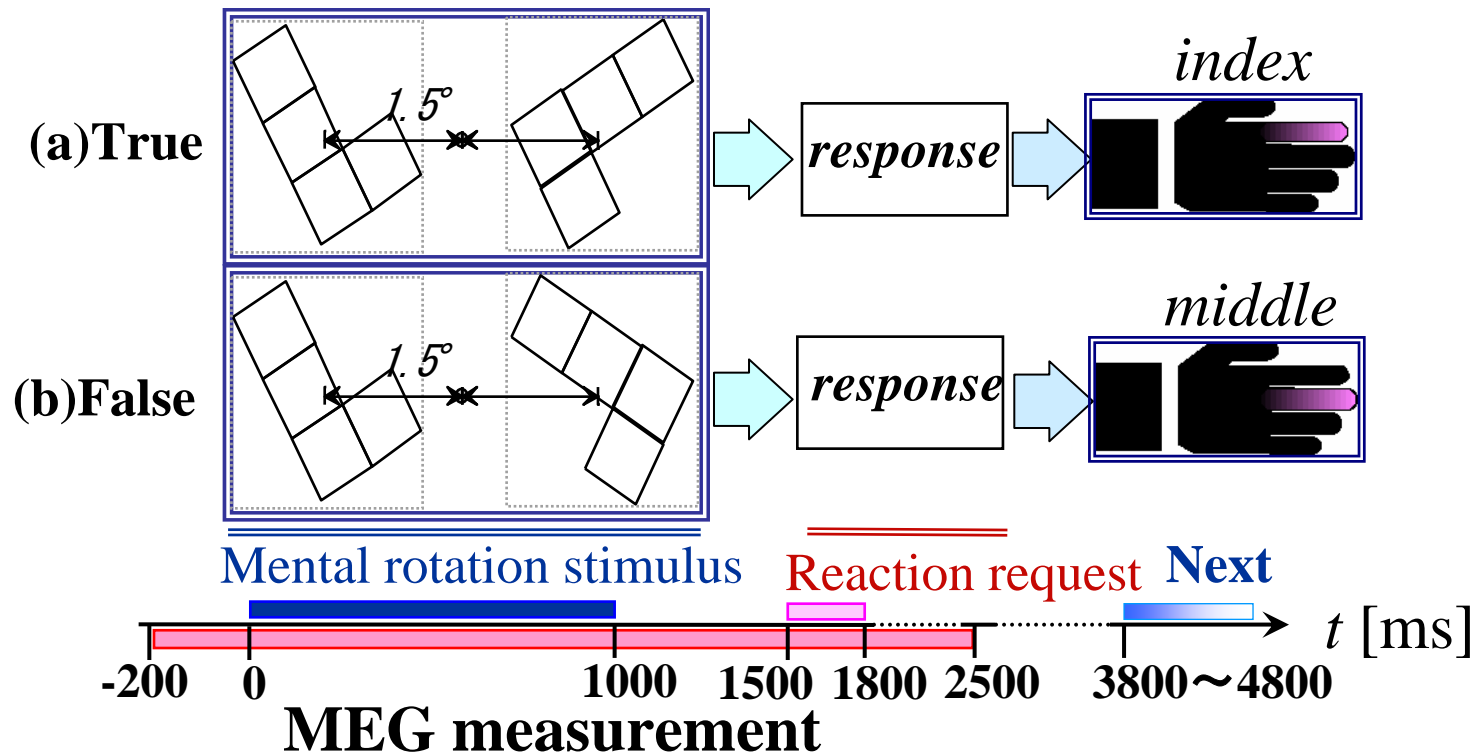 (a)True
1.5°
response
index
(b)False
1.5°
response
middle
Mental rotation stimulus
Reaction request
Next
t [ms]
-200 0 1000 1500 1800 2500 3800～4800
MEG measurement